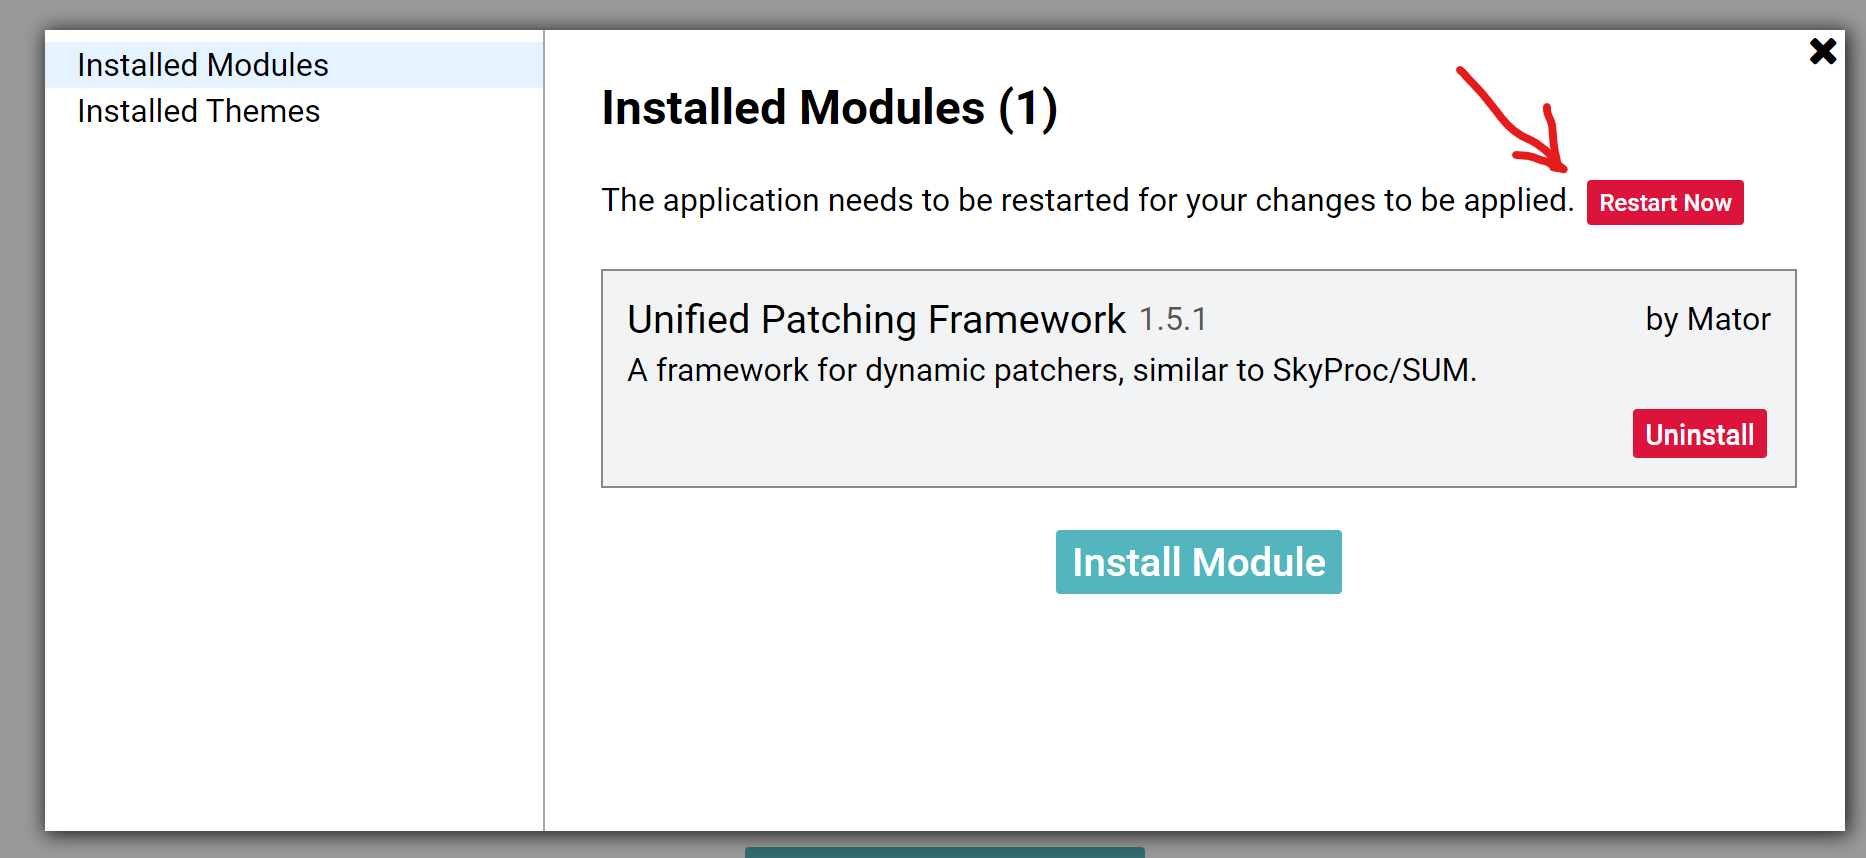 Installed Modules
Installed Themes
Installed Modules (1)
The application needs to be restarted for your changes to be applied. Restart Now
Unified Patching Framework 1.5.1 by Mator
A framework for dynamic patchers, similar to SkyProc/SUM.
Uninstall
Install Module